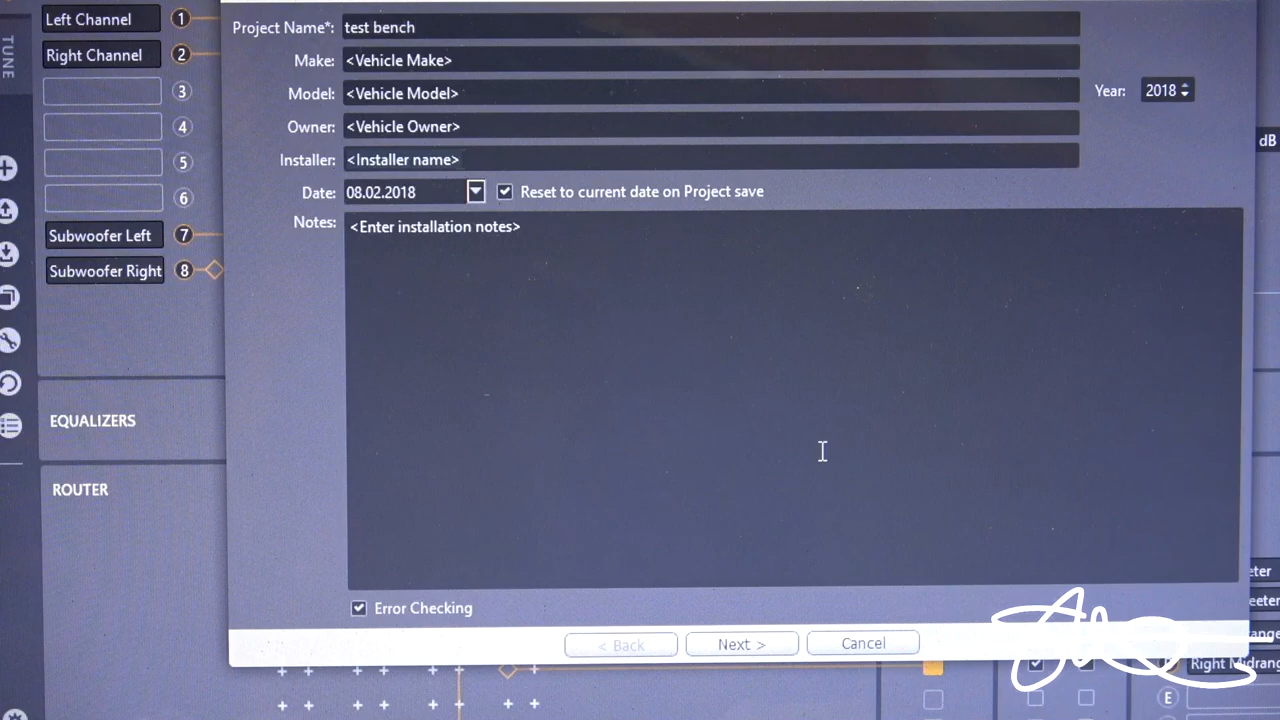 TUNE
Left Channel 1
Right Channel 2
3
4
5
6
Subwoofer Left 7
Subwoofer Right 8
EQUALIZERS
ROUTER
Project Name*: test bench
Make: <Vehicle Make>
Model: <Vehicle Model>
Year: 2018
Owner: <Vehicle Owner>
Installer: <Installer name>
Date: 08.02.2018 Reset to current date on Project save
Notes: <Enter installation notes>
Error Checking
< Back Next > Cancel
dB
eter
eeter
ange
Right Midrang
E